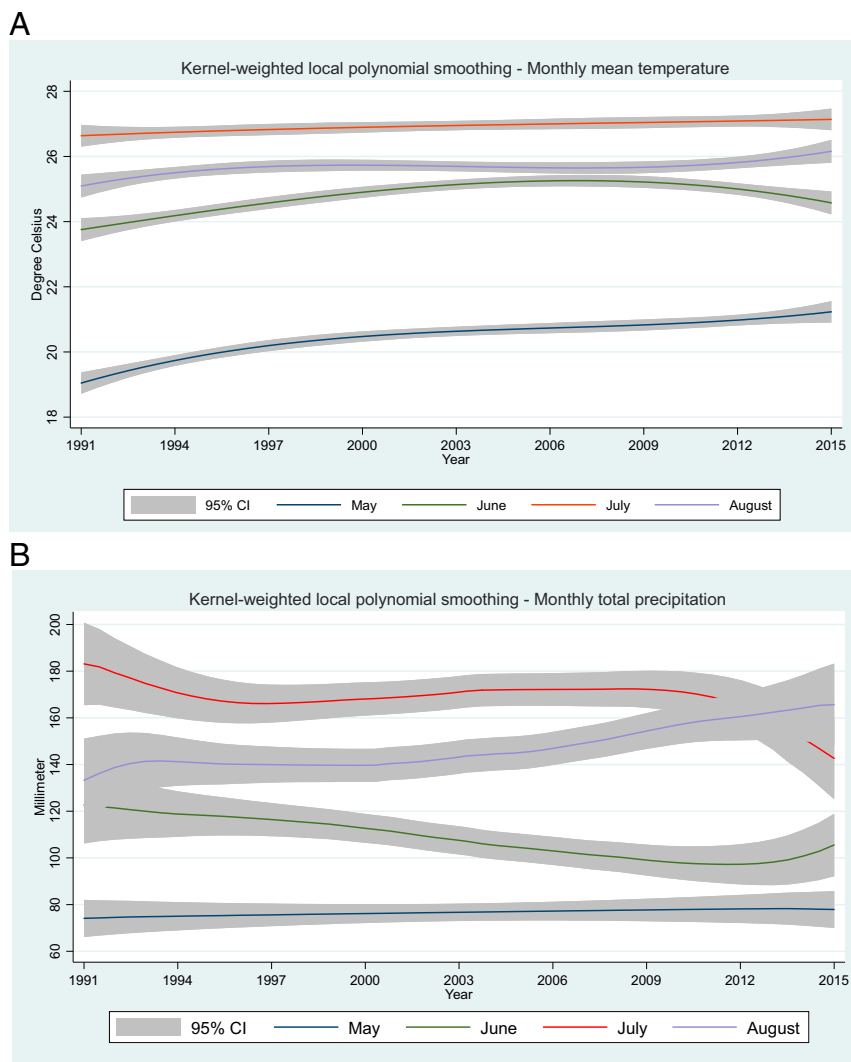 A
Kernel-weighted local polynomial smoothing - Monthly mean temperature
Degree Celsius
28
26
24
22
20
18
1991 1994 1997 2000 2003 2006 2009 2012 2015
Year
95% CI May June July August
B
Kernel-weighted local polynomial smoothing - Monthly total precipitation
Millimeter
200
180
160
140
120
100
80
60
1991 1994 1997 2000 2003 2006 2009 2012 2015
Year
95% CI May June July August